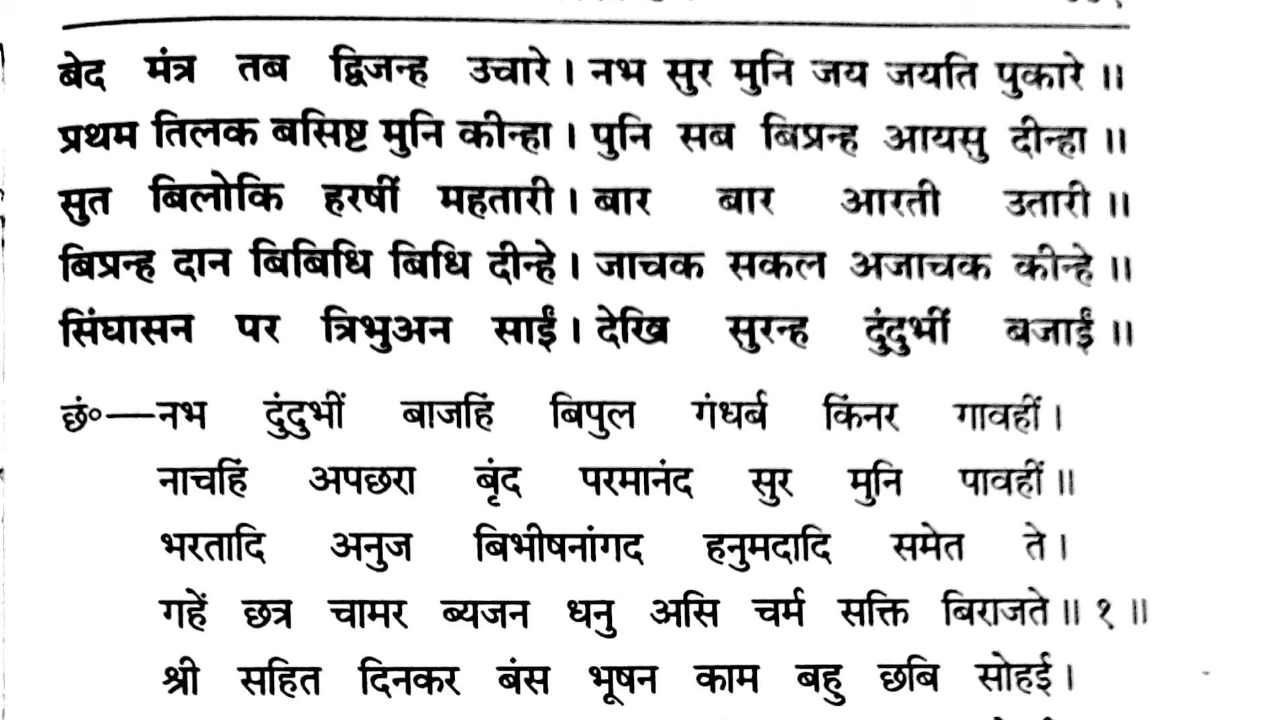 बेद मंत्र तब द्विजन्ह उचारे। नभ सुर मुनि जय जयति पुकारे॥
प्रथम तिलक बसिष्ट मुनि कीन्हा। पुनि सब बिप्रन्ह आयसु दीन्हा॥
सुत बिलोकि हरषीं महतारी। बार बार आरती उतारी॥
बिप्रन्ह दान बिबिधि बिधि दीन्हे। जाचक सकल अजाचक कीन्हे॥
सिंघासन पर त्रिभुअन साईं। देखि सुरन्ह दुंदुभीं बजाईं॥
छं०—नभ दुंदुभीं बाजहिं बिपुल गंधर्ब किंनर गावहीं।
नाचहिं अपछरा बृंद परमानंद सुर मुनि पावहीं॥
भरतादि अनुज बिभीषनांगद हनुमदादि समेत ते।
गहें छत्र चामर ब्यजन धनु असि चर्म सक्ति बिराजते॥ १॥
श्री सहित दिनकर बंस भूषन काम बहु छबि सोहई।